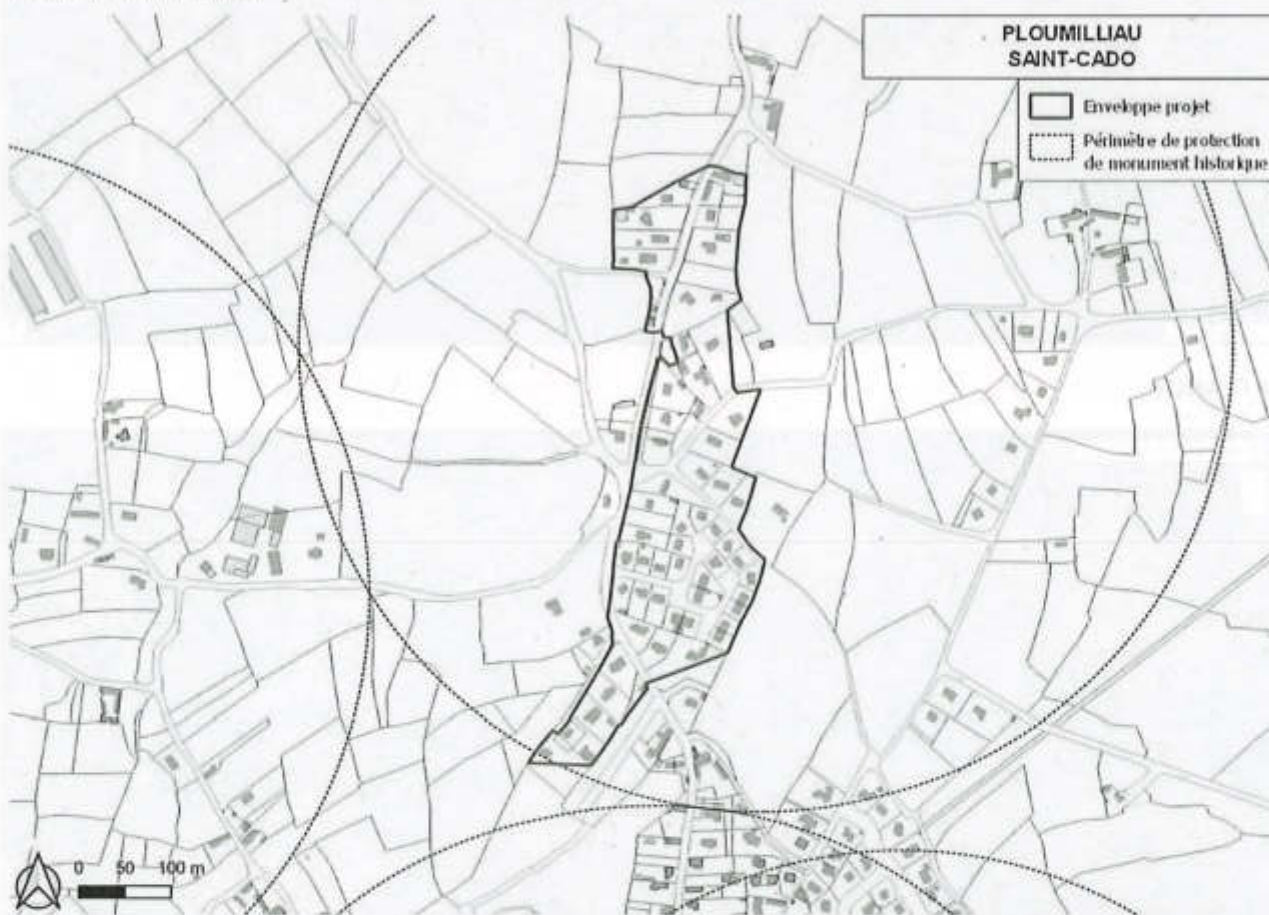 PLOUMILLIAU
SAINT-CADO
Enveloppe projet
Périmètre de protection
de monument historique
0 50 100 m